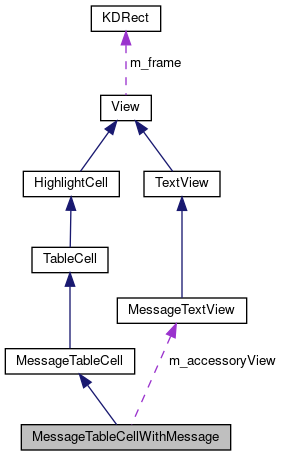 KDRect
m_frame
View
HighlightCell
TextView
TableCell
MessageTextView
MessageTableCell
m_accessoryView
MessageTableCellWithMessage